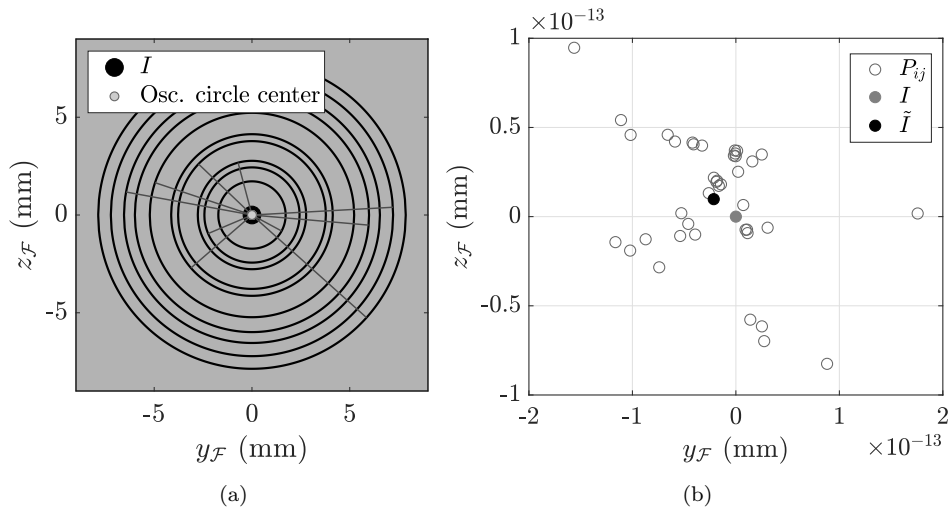 I
Osc. circle center
5
0
-5
z_F (mm)
-5
0
5
y_F (mm)
(a)
×10⁻¹³
1
0.5
0
-0.5
-1
z_F (mm)
P_ij
I
Ĩ
-2
-1
0
1
2
y_F (mm)
×10⁻¹³
(b)